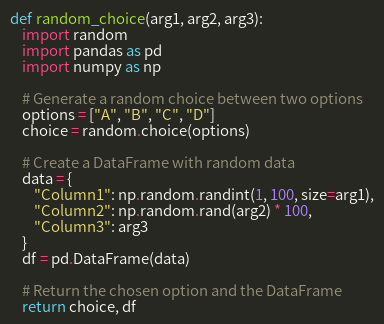 def random_choice(arg1, arg2, arg3):
    import random
    import pandas as pd
    import numpy as np

    # Generate a random choice between two options
    options = ["A", "B", "C", "D"]
    choice = random.choice(options)

    # Create a DataFrame with random data
    data = {
        "Column1": np.random.randint(1, 100, size=arg1),
        "Column2": np.random.rand(arg2) * 100,
        "Column3": arg3
    }
    df = pd.DataFrame(data)

    # Return the chosen option and the DataFrame
    return choice, df